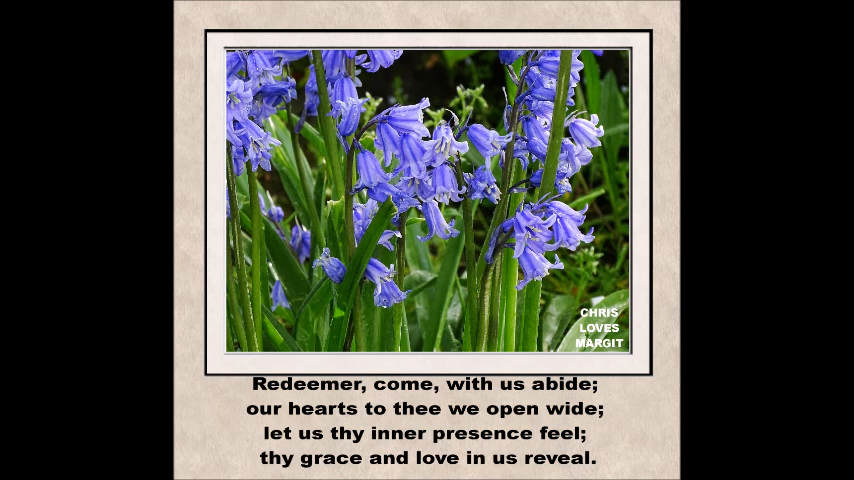 CHRIS
LOVES
MARGIT
Redeemer, come, with us abide;
our hearts to thee we open wide;
let us thy inner presence feel;
thy grace and love in us reveal.